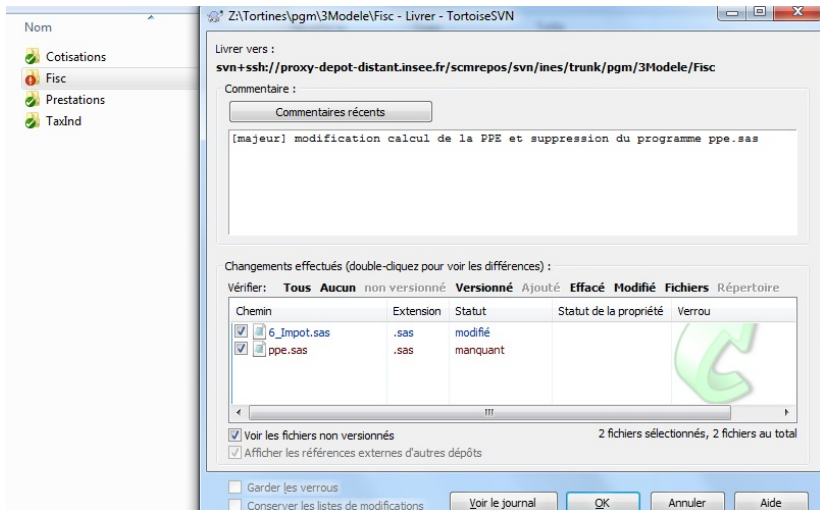 Nom
Cotisations
Fisc
Prestations
TaxInd
Z:\Tortines\pgm\3Modele\Fisc - Livrer - TortoiseSVN
Livrer vers :
svn+ssh://proxy-depot-distant.insee.fr/scmrepos/svn/ines/trunk/pgm/3Modele/Fisc
Commentaire :
Commentaires récents
[majeur] modification calcul de la PPE et suppression du programme ppe.sas
Changements effectués (double-cliquez pour voir les différences) :
Vérifier: Tous Aucun non versionné Versionné Ajouté Effacé Modifié Fichiers Répertoire
Chemin Extension Statut Statut de la propriété Verrou
6_Impot.sas .sas modifié
ppe.sas .sas manquant
Voir les fichiers non versionnés 2 fichiers sélectionnés, 2 fichiers au total
Afficher les références externes d'autres dépôts
Garder les verrous
Conserver les listes de modifications Voir le journal OK Annuler Aide